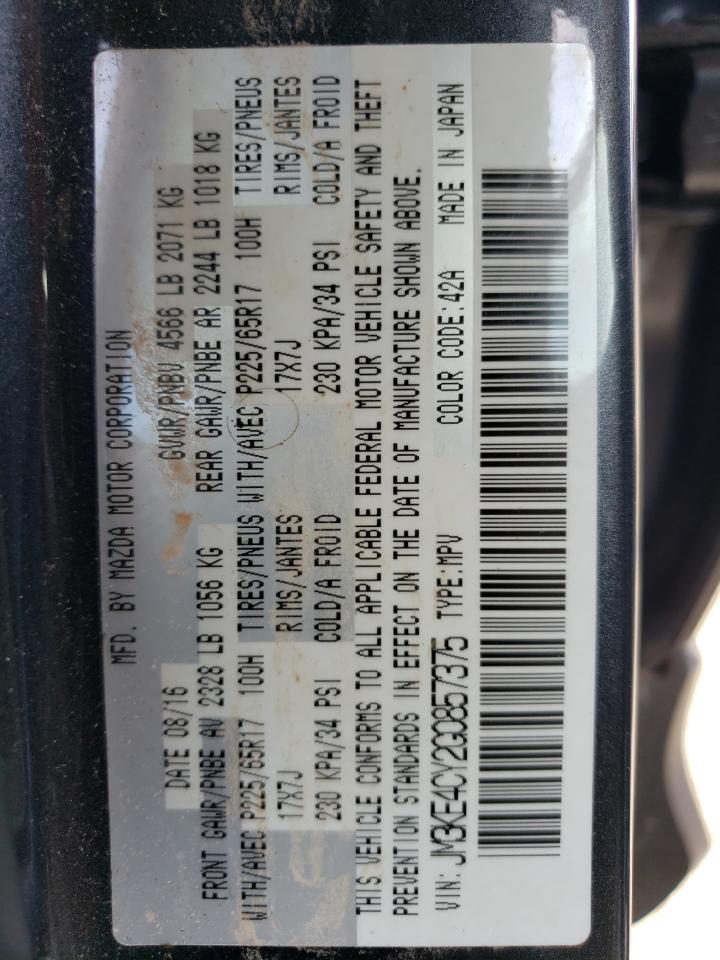 MFD. BY MAZDA MOTOR CORPORATION
DATE 08/16 GVWR/PNBV 4566 LB 2071 KG
FRONT GAWR/PNBE AV 2328 LB 1056 KG REAR GAWR/PNBE AR 2244 LB 1018 KG
WITH/AVEC P225/65R17 100H TIRES/PNEUS WITH/AVEC P225/65R17 100H TIRES/PNEUS
17X7J RIMS/JANTES 17X7J RIMS/JANTES
230 KPA/34 PSI COLD/A FROID 230 KPA/34 PSI COLD/A FROID
THIS VEHICLE CONFORMS TO ALL APPLICABLE FEDERAL MOTOR VEHICLE SAFETY AND THEFT
PREVENTION STANDARDS IN EFFECT ON THE DATE OF MANUFACTURE SHOWN ABOVE.
VIN: JM3KE4CY2G0857375 TYPE:MPV COLOR CODE:42A MADE IN JAPAN